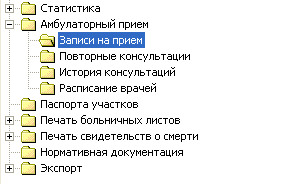 Статистика
Амбулаторный прием
Записи на прием
Повторные консультации
История консультаций
Расписание врачей
Паспорта участков
Печать больничных листов
Печать свидетельств о смерти
Нормативная документация
Экспорт